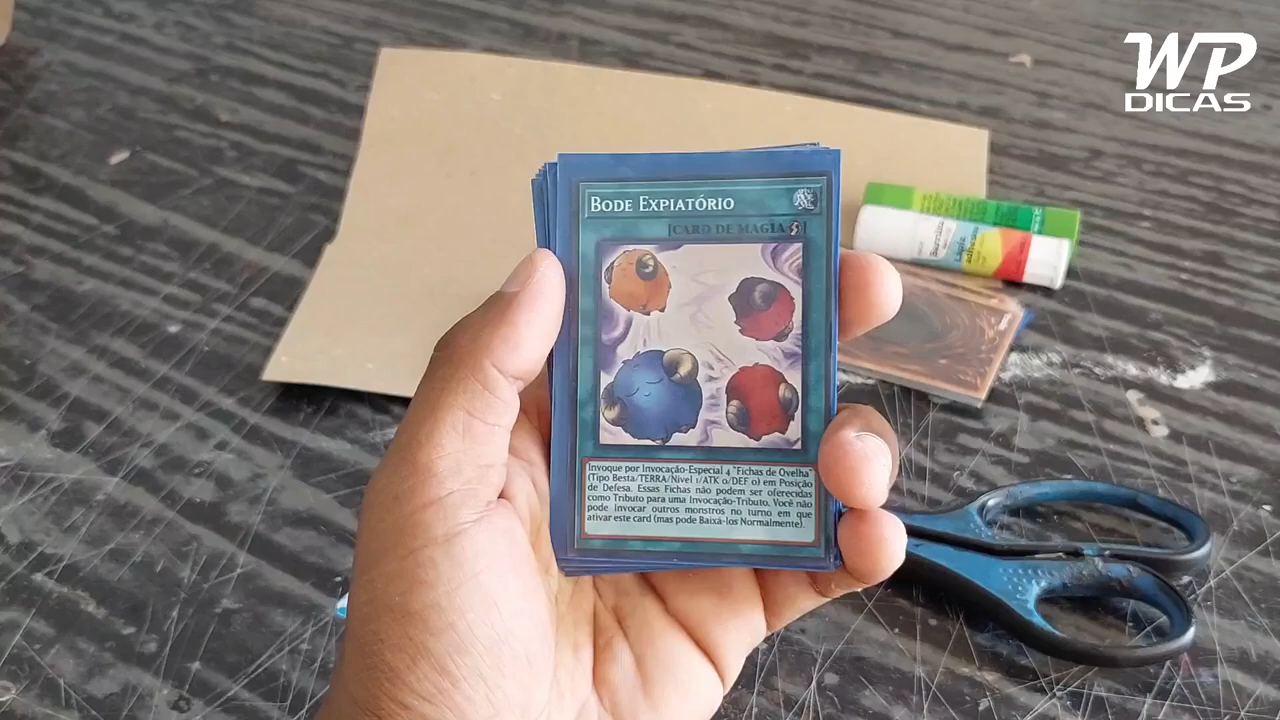 WP
DICAS
BODE EXPIATÓRIO
[CARD DE MAGIA]
Invoque por Invocação-Especial 4 "Fichas de Ovelha"
(Tipo Besta/TERRA/Nível 1/ATK 0/DEF 0) em Posição
de Defesa. Essas Fichas não podem ser oferecidas
como Tributo para uma Invocação-Tributo. Você não
pode Invocar outros monstros no turno em que
ativar este card (mas pode Baixá-los Normalmente).